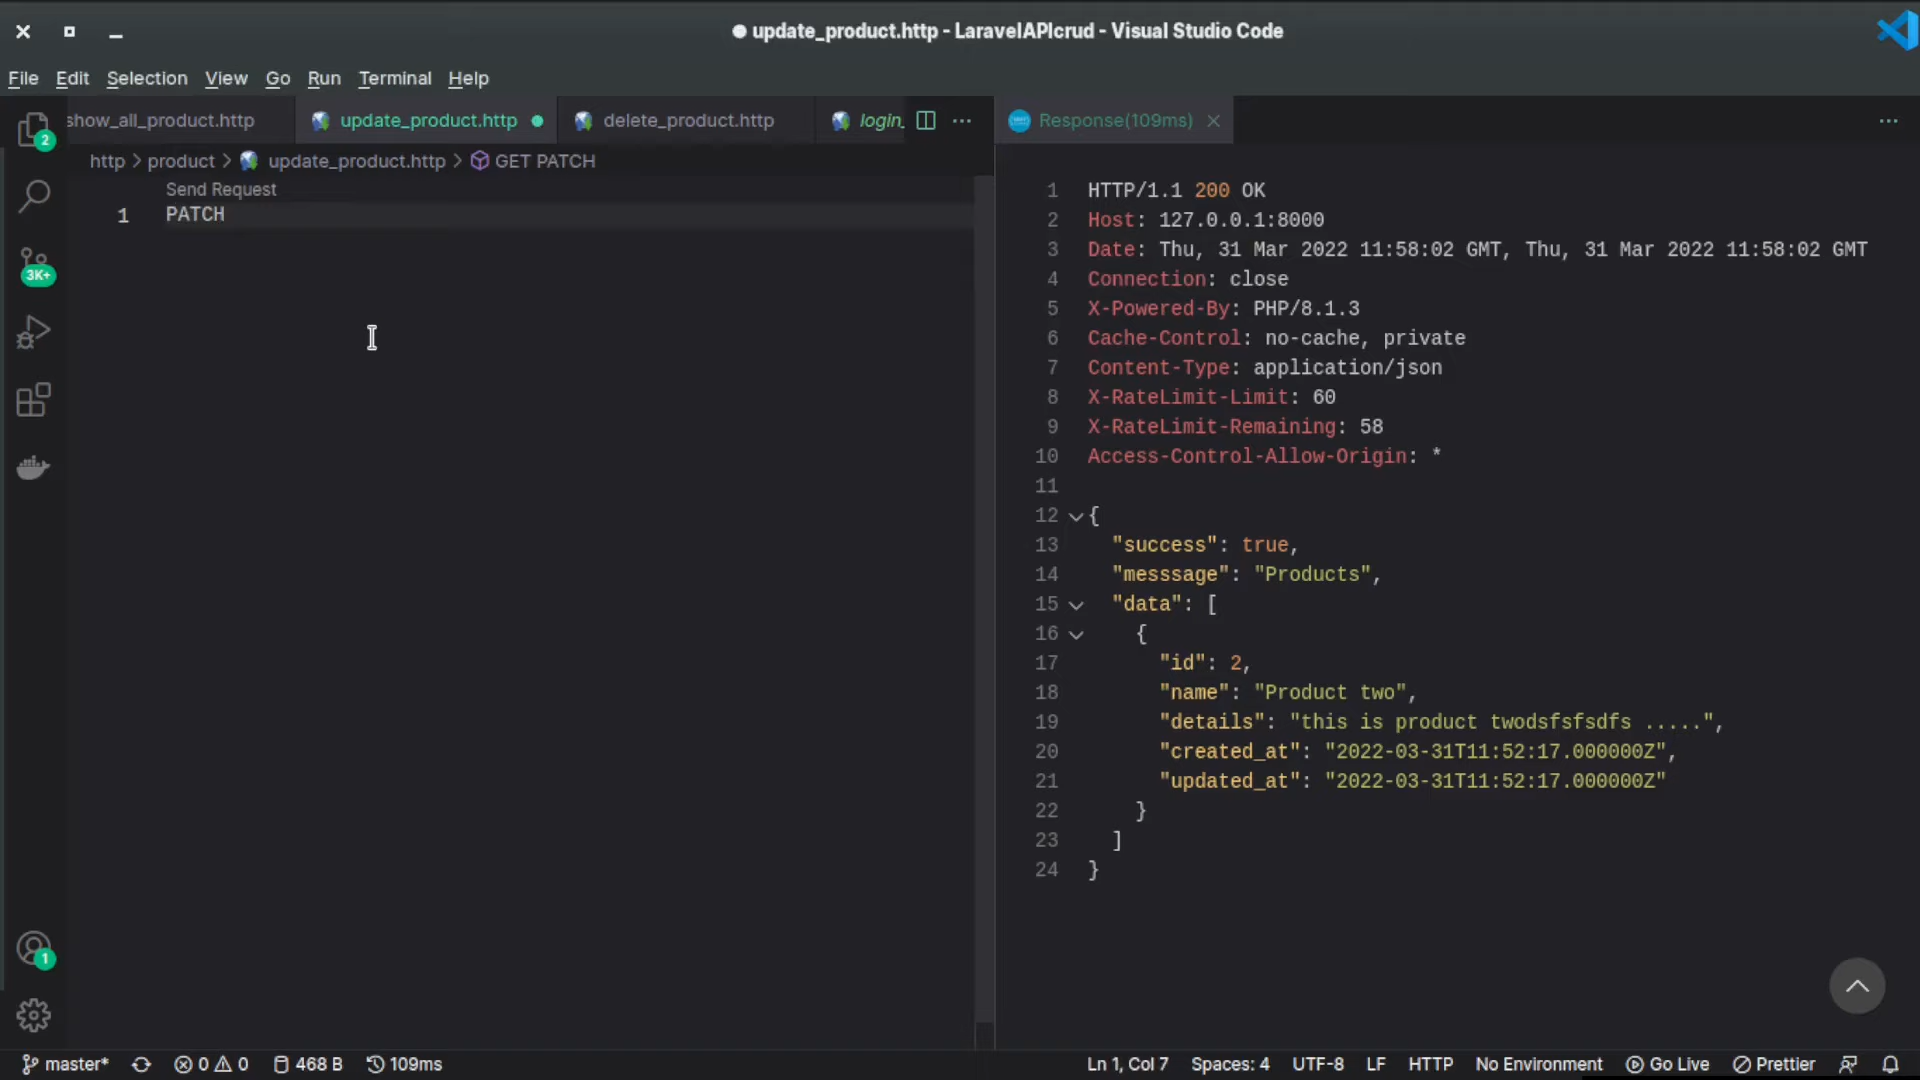 update_product.http - LaravelAPIcrud - Visual Studio Code
File Edit Selection View Go Run Terminal Help
show_all_product.http update_product.http delete_product.http login_ Response(109ms)
http > product > update_product.http > GET PATCH
Send Request
1 PATCH
2
3K+
1
1 HTTP/1.1 200 OK
2 Host: 127.0.0.1:8000
3 Date: Thu, 31 Mar 2022 11:58:02 GMT, Thu, 31 Mar 2022 11:58:02 GMT
4 Connection: close
5 X-Powered-By: PHP/8.1.3
6 Cache-Control: no-cache, private
7 Content-Type: application/json
8 X-RateLimit-Limit: 60
9 X-RateLimit-Remaining: 58
10 Access-Control-Allow-Origin: *
11
12 {
13 "success": true,
14 "messsage": "Products",
15 "data": [
16 {
17 "id": 2,
18 "name": "Product two",
19 "details": "this is product twodsfsfsdfs .....",
20 "created_at": "2022-03-31T11:52:17.000000Z",
21 "updated_at": "2022-03-31T11:52:17.000000Z"
22 }
23 ]
24 }
master* 0 0 468 B 109ms Ln 1, Col 7 Spaces: 4 UTF-8 LF HTTP No Environment Go Live Prettier